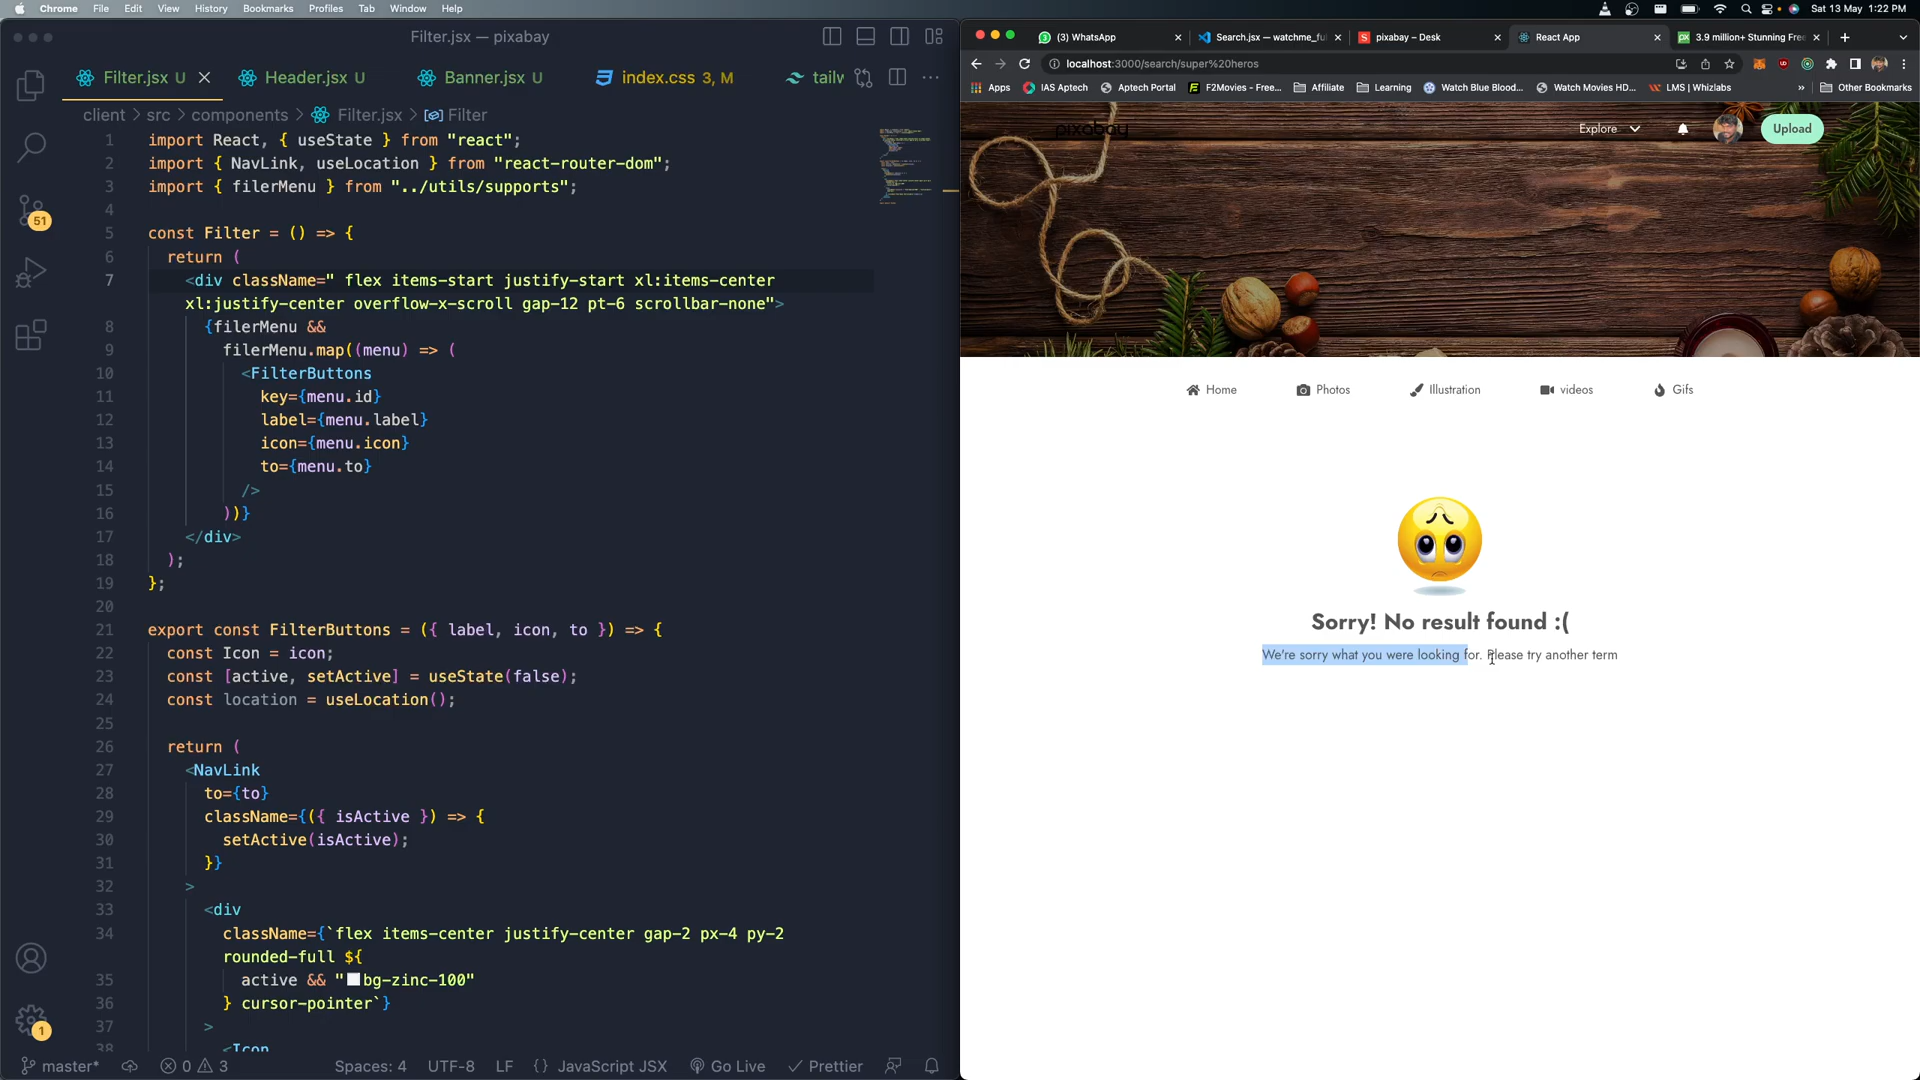 Chrome File Edit View History Bookmarks Profiles Tab Window Help
Sat 13 May 1:22 PM
Filter.jsx — pixabay
Filter.jsx U
Header.jsx U
Banner.jsx U
index.css 3, M
tailw
client > src > components > Filter.jsx > Filter
1 import React, { useState } from "react";
2 import { NavLink, useLocation } from "react-router-dom";
3 import { filerMenu } from "../utils/supports";
4
5 const Filter = () => {
6 return (
7 <div className=" flex items-start justify-start xl:items-center
xl:justify-center overflow-x-scroll gap-12 pt-6 scrollbar-none">
8 {filerMenu &&
9 filerMenu.map((menu) => (
10 <FilterButtons
11 key={menu.id}
12 label={menu.label}
13 icon={menu.icon}
14 to={menu.to}
15 />
16 ))}
17 </div>
18 );
19 };
20
21 export const FilterButtons = ({ label, icon, to }) => {
22 const Icon = icon;
23 const [active, setActive] = useState(false);
24 const location = useLocation();
25
26 return (
27 <NavLink
28 to={to}
29 className={({ isActive }) => {
30 setActive(isActive);
31 }}
32 >
33 <div
34 className={`flex items-center justify-center gap-2 px-4 py-2
rounded-full ${
35 active && "bg-zinc-100"
36 } cursor-pointer`}
37 >
38 <Icon
51
1
master* 0 3 Spaces: 4 UTF-8 LF {} JavaScript JSX Go Live Prettier
(3) WhatsApp
Search.jsx — watchme_ful
pixabay – Desk
React App
3.9 million+ Stunning Free
localhost:3000/search/super%20heros
Apps
IAS Aptech
Aptech Portal
F2Movies - Free...
Affiliate
Learning
Watch Blue Blood...
Watch Movies HD...
LMS | Whizlabs
»
Other Bookmarks
pixabay
Explore
Upload
Home
Photos
Illustration
videos
Gifs
Sorry! No result found :(
We're sorry what you were looking for. Please try another term